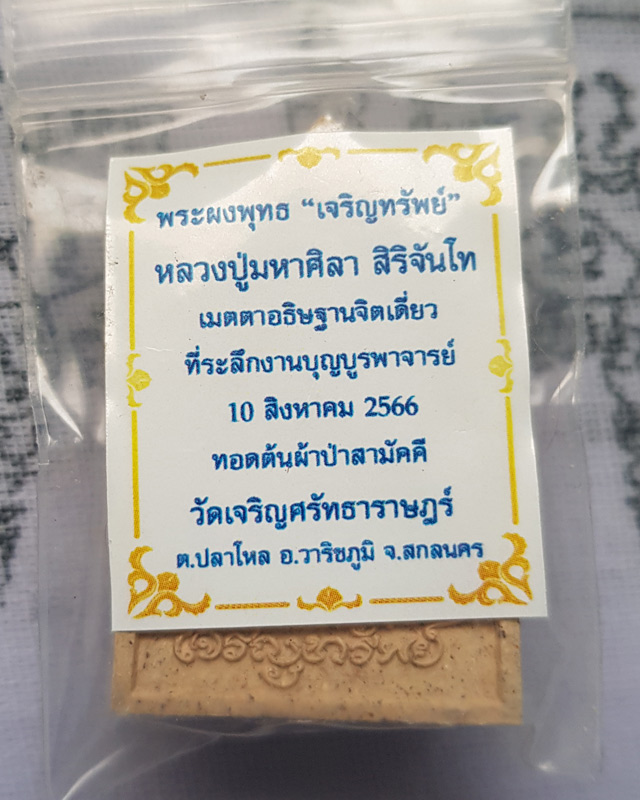 พระผงพุทธ “เจริญทรัพย์”
หลวงปู่มหาศิลา สิริจันโท
เมตตาอธิษฐานจิตเดี่ยว
ที่ระลึกงานบุญบูรพาจารย์
10 สิงหาคม 2566
ทอดต้นผ้าป่าสามัคคี
วัดเจริญศรัทธาราษฎร์
ต.ปลาโหล อ.วาริชภูมิ จ.สกลนคร
เจริญทรัพย์